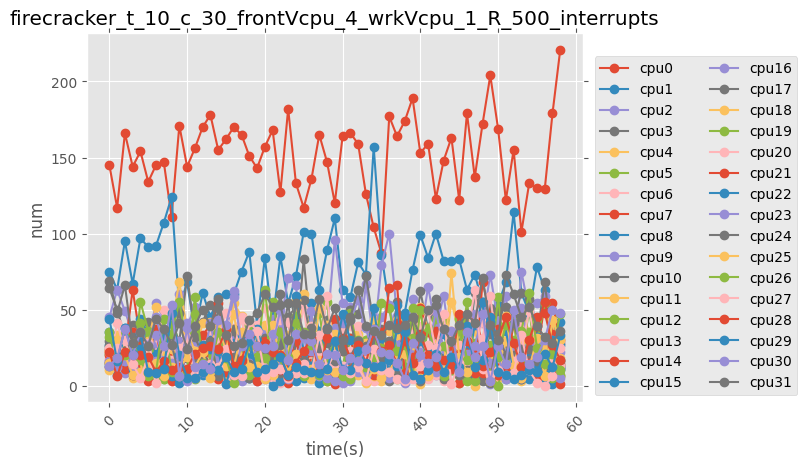 firecracker_t_10_c_30_frontVcpu_4_wrkVcpu_1_R_500_interrupts
num
200
150
100
50
0
0
10
20
30
40
50
60
time(s)
cpu0
cpu1
cpu2
cpu3
cpu4
cpu5
cpu6
cpu7
cpu8
cpu9
cpu10
cpu11
cpu12
cpu13
cpu14
cpu15
cpu16
cpu17
cpu18
cpu19
cpu20
cpu21
cpu22
cpu23
cpu24
cpu25
cpu26
cpu27
cpu28
cpu29
cpu30
cpu31